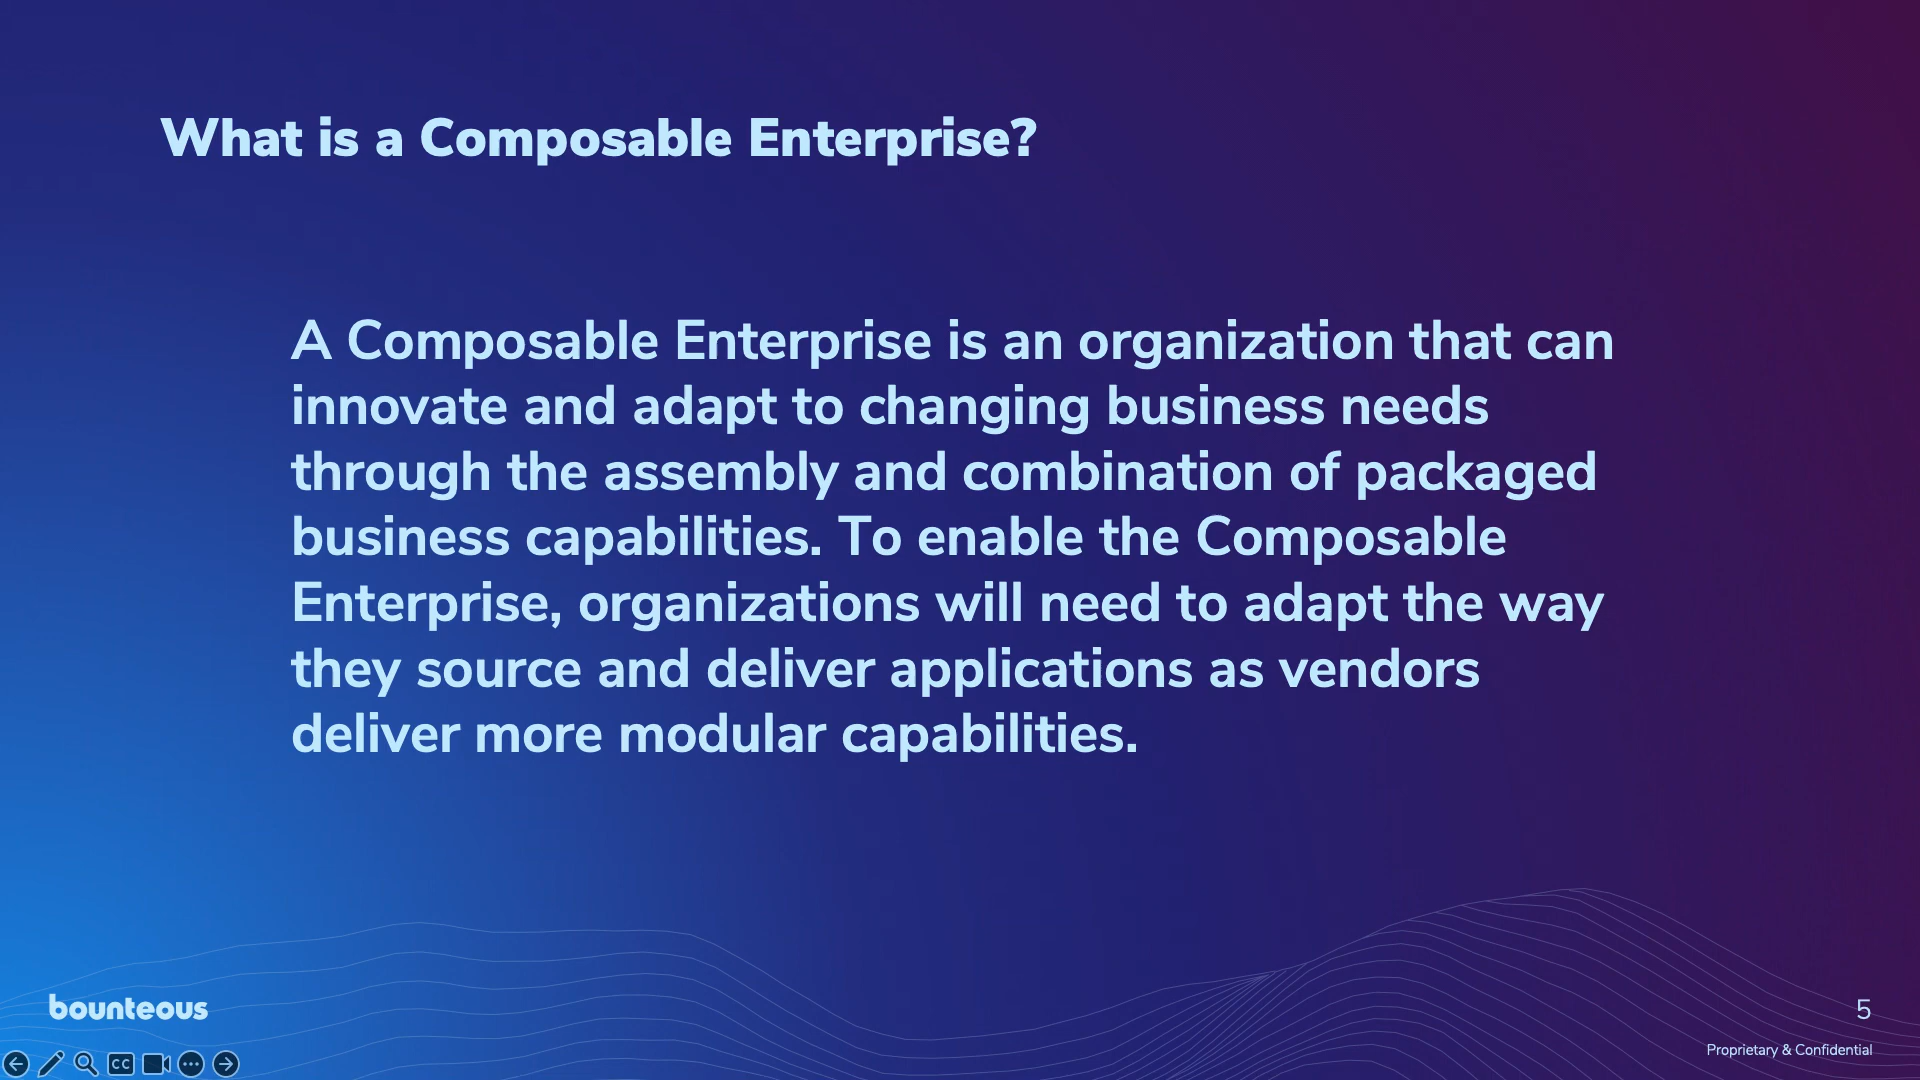 What is a Composable Enterprise?
A Composable Enterprise is an organization that can
innovate and adapt to changing business needs
through the assembly and combination of packaged
business capabilities. To enable the Composable
Enterprise, organizations will need to adapt the way
they source and deliver applications as vendors
deliver more modular capabilities.
bounteous
5
Proprietary & Confidential
CC